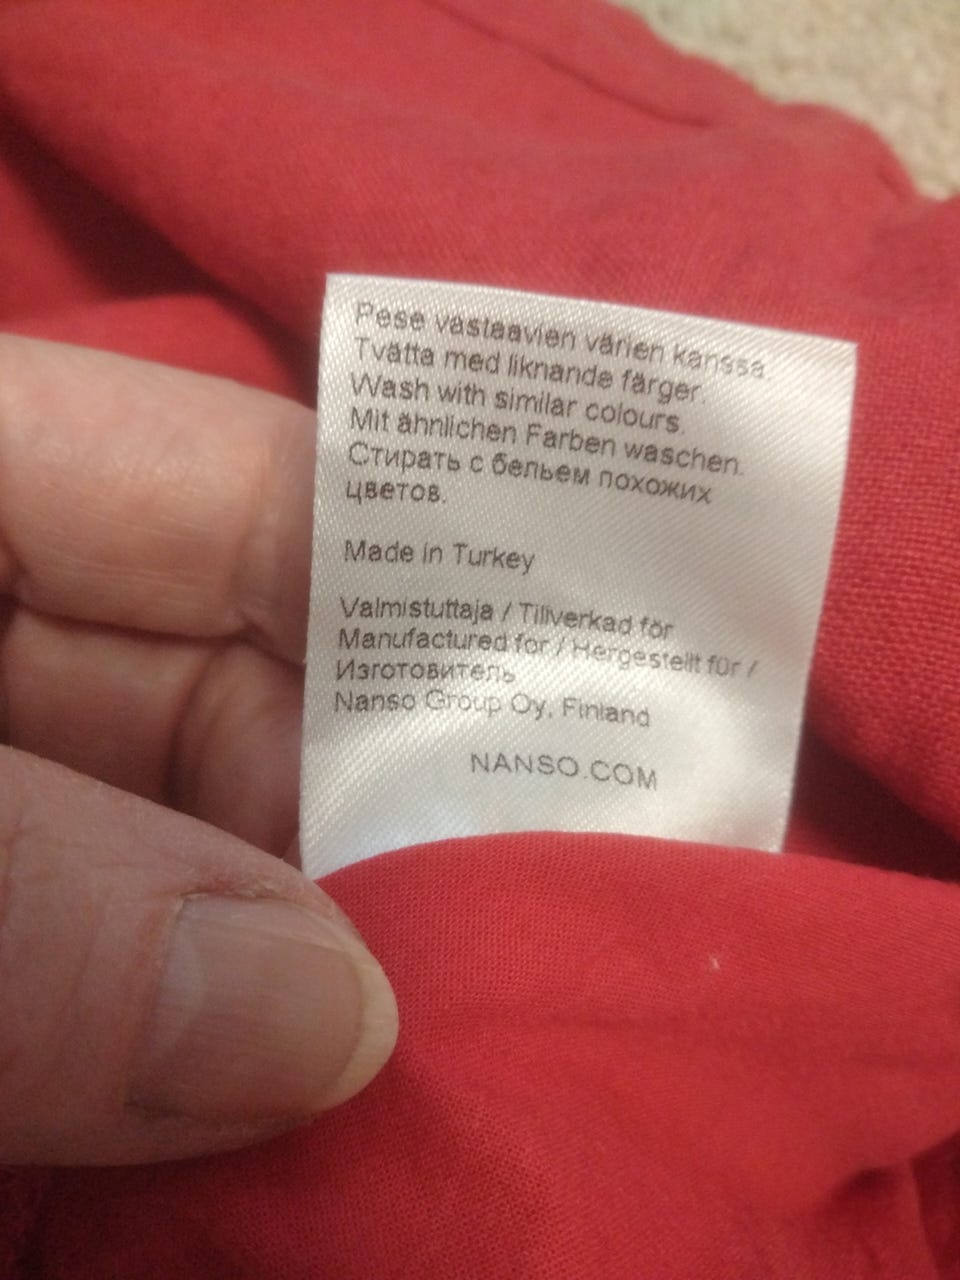 Pese vastaavien värien kanssa.
Tvätta med liknande färger.
Wash with similar colours.
Mit ähnlichen Farben waschen.
Стирать с бельем похожих
цветов.
Made in Turkey
Valmistuttaja / Tillverkad för
Manufactured for / Hergestellt für /
Изготовитель
Nanso Group Oy, Finland
NANSO.COM